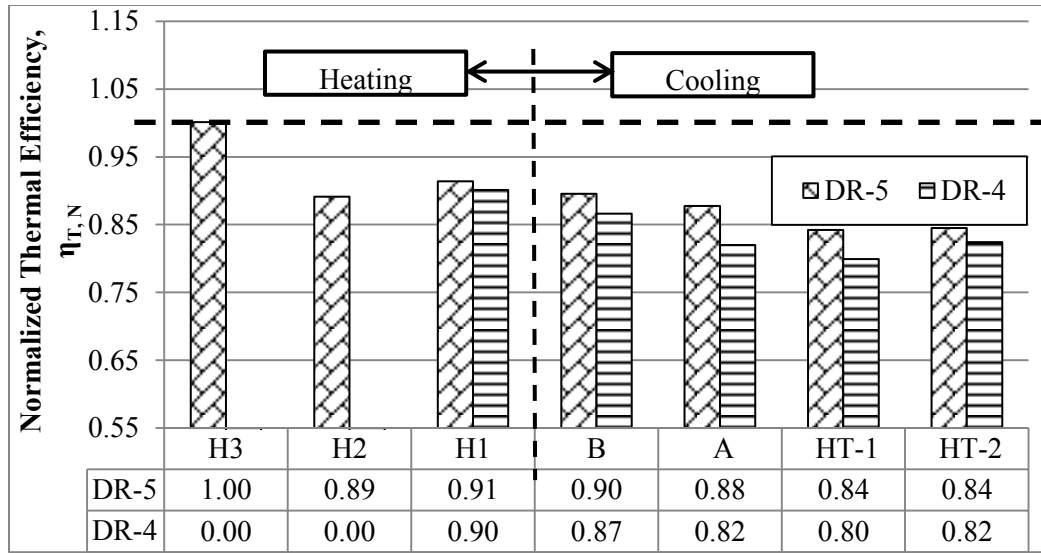 Normalized Thermal Efficiency,
η_T, N
1.15
1.05
0.95
0.85
0.75
0.65
0.55
Heating
Cooling
DR-5 DR-4
H3 H2 H1 B A HT-1 HT-2
DR-5 1.00 0.89 0.91 0.90 0.88 0.84 0.84
DR-4 0.00 0.00 0.90 0.87 0.82 0.80 0.82